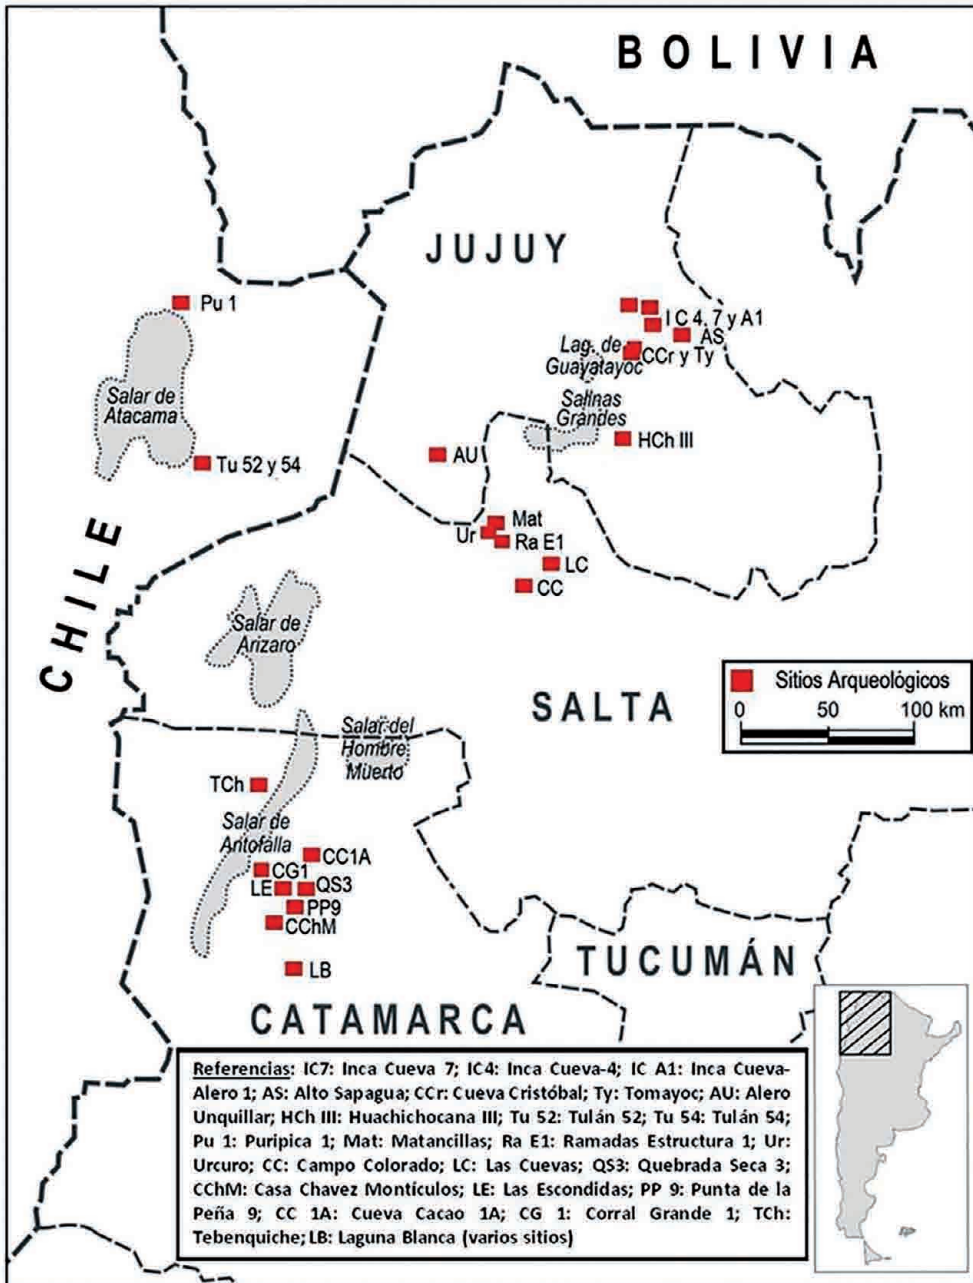 BOLIVIA
JUJUY
Pu 1
I C 4, 7 y A1
AS
Lag. de
Guayatayoc
CCr y Ty
Salar de
Atacama
Salinas
Grandes
HCh III
AU
Tu 52 y 54
Mat
Ur
Ra E1
LC
CC
CHILE
Salar de
Arizaro
Sitios Arqueológicos
0 50 100 km
SALTA
Salar del
Hombre
Muerto
TCh
Salar de
Antofalla
CC1A
CG1
LE
QS3
PP9
CChM
LB
TUCUMÁN
CATAMARCA
Referencias: IC7: Inca Cueva 7; IC4: Inca Cueva-4; IC A1: Inca Cueva-
Alero 1; AS: Alto Sapagua; CCr: Cueva Cristóbal; Ty: Tomayoc; AU: Alero
Unquillar; HCh III: Huachichocana III; Tu 52: Tulán 52; Tu 54: Tulán 54;
Pu 1: Puripica 1; Mat: Matancillas; Ra E1: Ramadas Estructura 1; Ur:
Urcuro; CC: Campo Colorado; LC: Las Cuevas; QS3: Quebrada Seca 3;
CChM: Casa Chavez Montículos; LE: Las Escondidas; PP 9: Punta de la
Peña 9; CC 1A: Cueva Cacao 1A; CG 1: Corral Grande 1; TCh:
Tebenquiche; LB: Laguna Blanca (varios sitios)